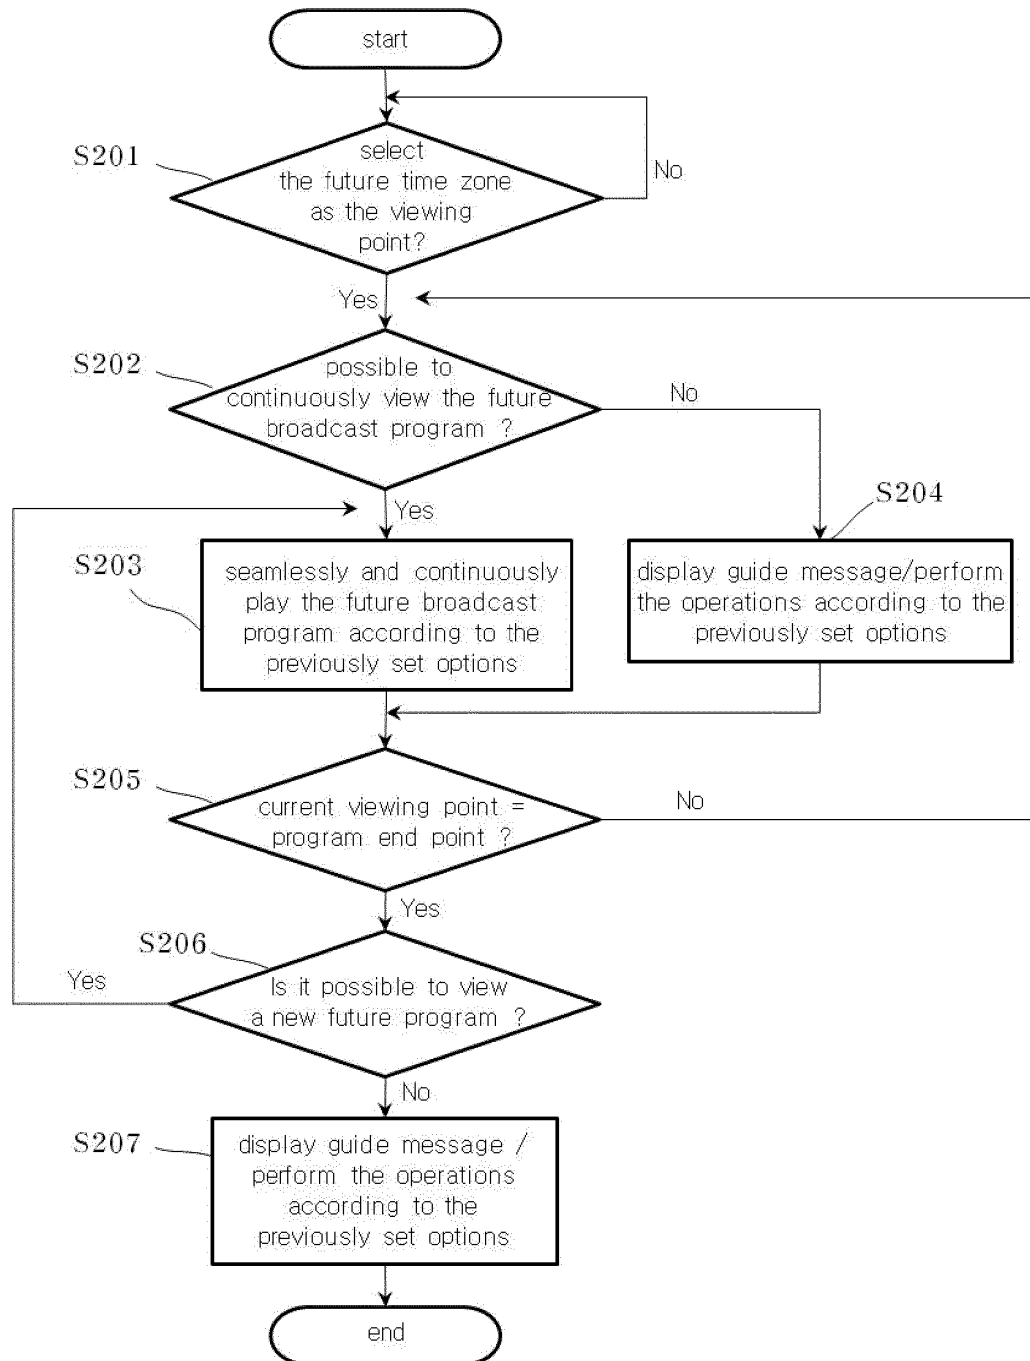 start
S201
select
the future time zone
as the viewing
point?
No
Yes
S202
possible to
continuously view the future
broadcast program ?
No
Yes
S204
S203
seamlessly and continuously
play the future broadcast
program according to the
previously set options
display guide message/perform
the operations according to the
previously set options
S205
current viewing point =
program end point ?
No
Yes
S206
Is it possible to view
a new future program ?
Yes
No
S207
display guide message /
perform the operations
according to the
previously set options
end